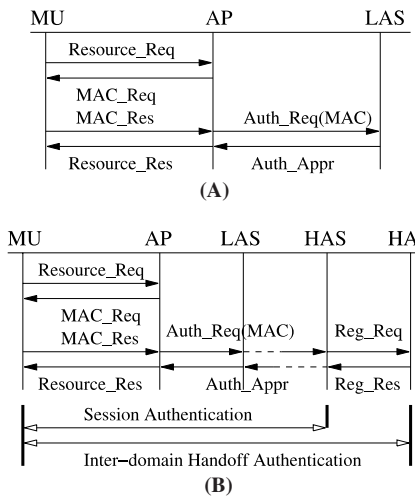 MU AP LAS
Resource_Req
MAC_Req
MAC_Res Auth_Req(MAC)
Resource_Res Auth_Appr
(A)
MU AP LAS HAS HA
Resource_Req
MAC_Req
MAC_Res Auth_Req(MAC) Reg_Req
Resource_Res Auth_Appr Reg_Res
Session Authentication
Inter-domain Handoff Authentication
(B)